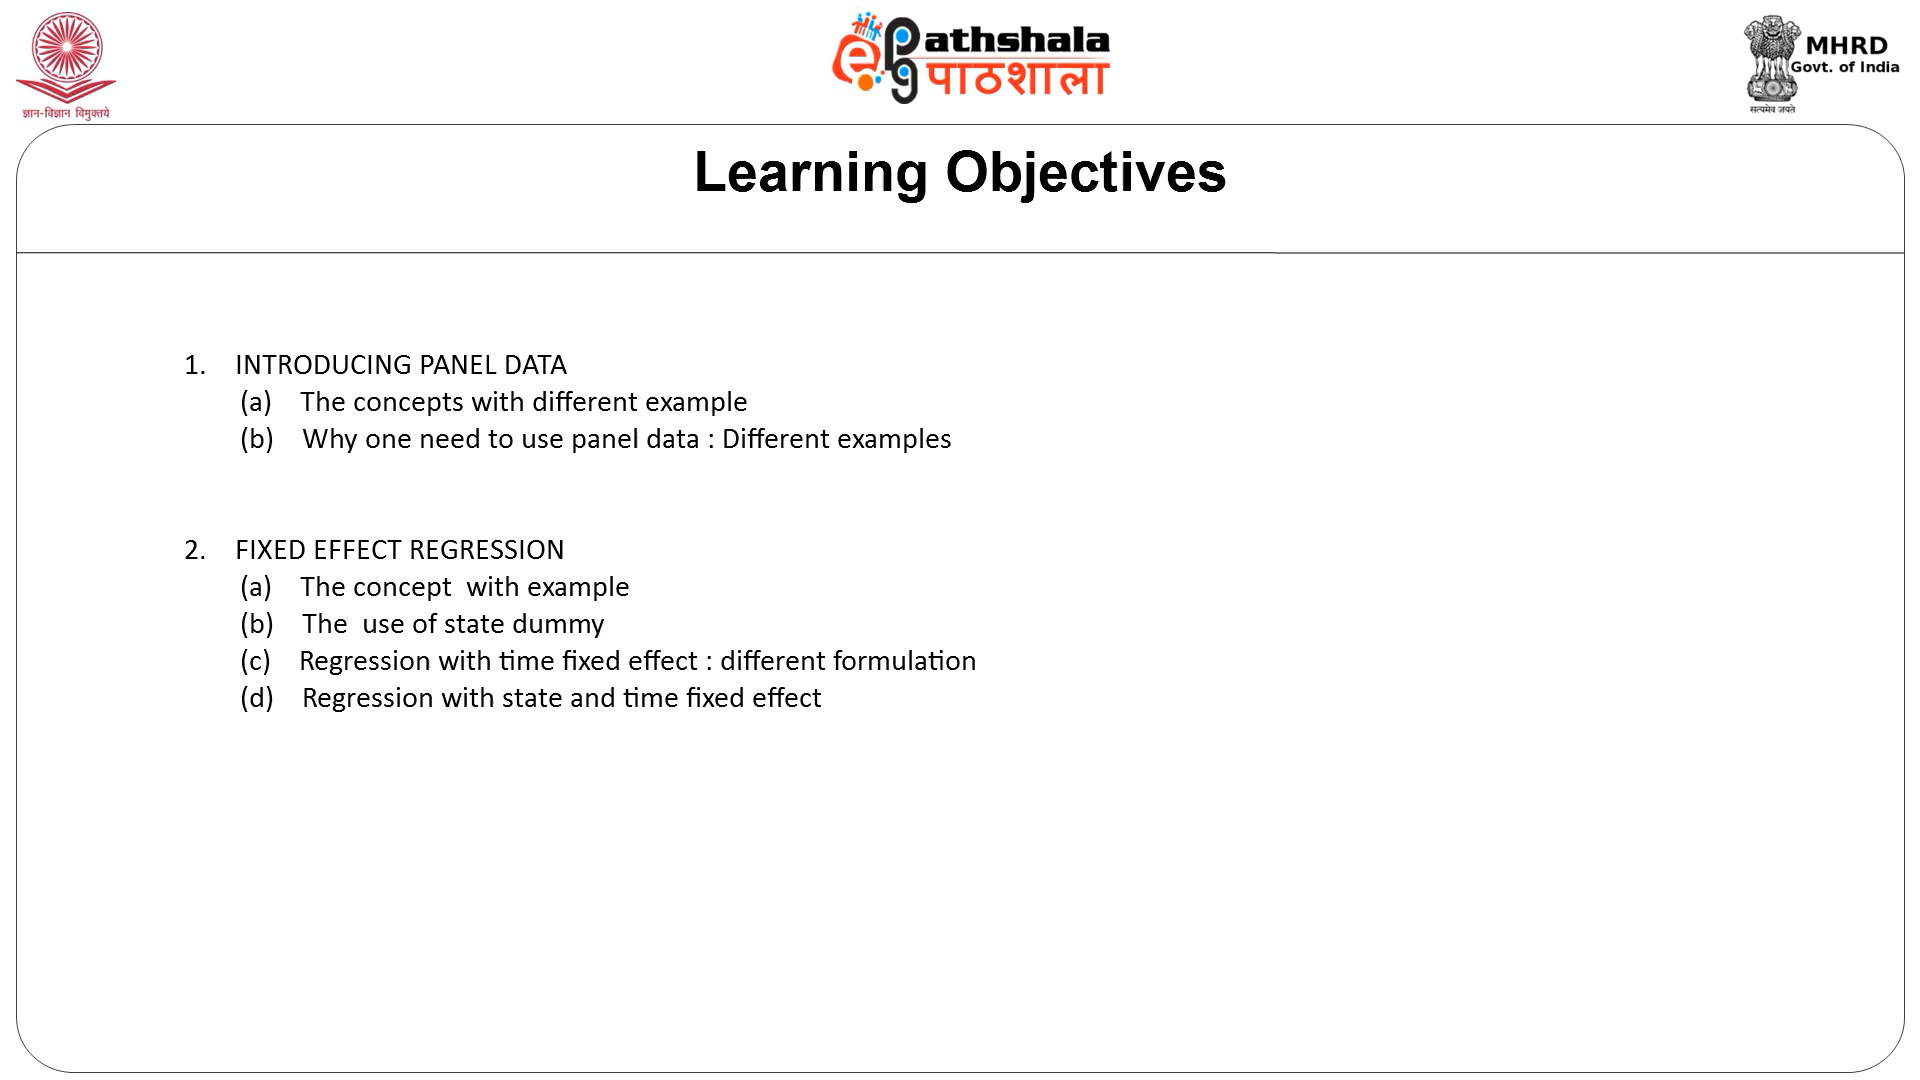 ज्ञान-विज्ञान विमुक्तये
e Pg athshala
पाठशाला
MHRD
Govt. of India
सत्यमेव जयते
Learning Objectives
1. INTRODUCING PANEL DATA
(a) The concepts with different example
(b) Why one need to use panel data : Different examples
2. FIXED EFFECT REGRESSION
(a) The concept with example
(b) The use of state dummy
(c) Regression with time fixed effect : different formulation
(d) Regression with state and time fixed effect